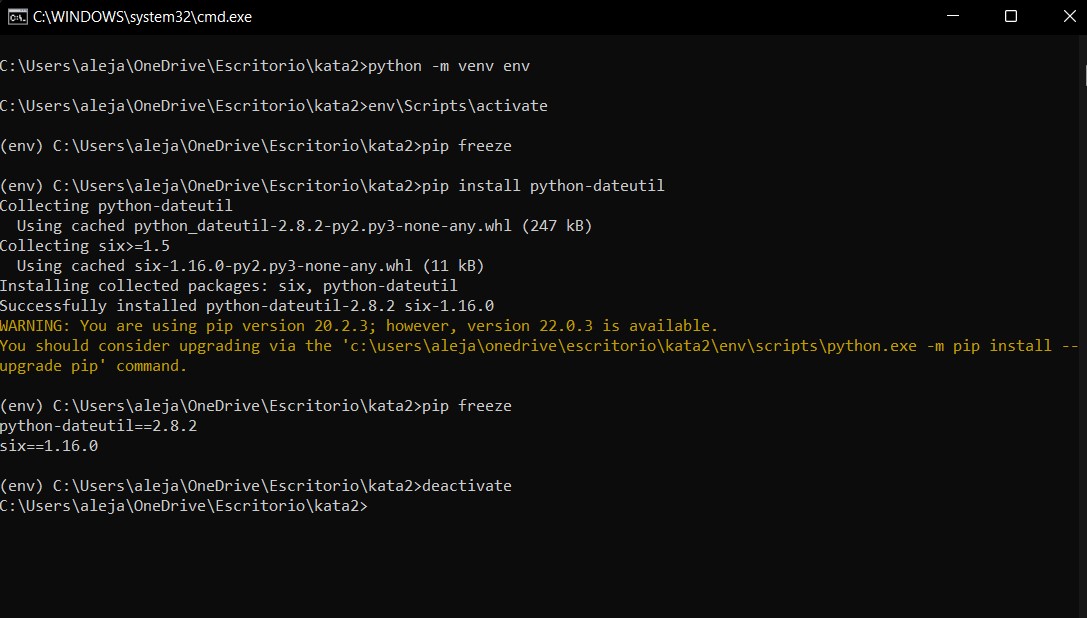 C:\WINDOWS\system32\cmd.exe
C:\Users\aleja\OneDrive\Escritorio\kata2>python -m venv env
C:\Users\aleja\OneDrive\Escritorio\kata2>env\Scripts\activate
(env) C:\Users\aleja\OneDrive\Escritorio\kata2>pip freeze
(env) C:\Users\aleja\OneDrive\Escritorio\kata2>pip install python-dateutil
Collecting python-dateutil
  Using cached python_dateutil-2.8.2-py2.py3-none-any.whl (247 kB)
Collecting six>=1.5
  Using cached six-1.16.0-py2.py3-none-any.whl (11 kB)
Installing collected packages: six, python-dateutil
Successfully installed python-dateutil-2.8.2 six-1.16.0
WARNING: You are using pip version 20.2.3; however, version 22.0.3 is available.
You should consider upgrading via the 'c:\users\aleja\onedrive\escritorio\kata2\env\scripts\python.exe -m pip install --
upgrade pip' command.
(env) C:\Users\aleja\OneDrive\Escritorio\kata2>pip freeze
python-dateutil==2.8.2
six==1.16.0
(env) C:\Users\aleja\OneDrive\Escritorio\kata2>deactivate
C:\Users\aleja\OneDrive\Escritorio\kata2>